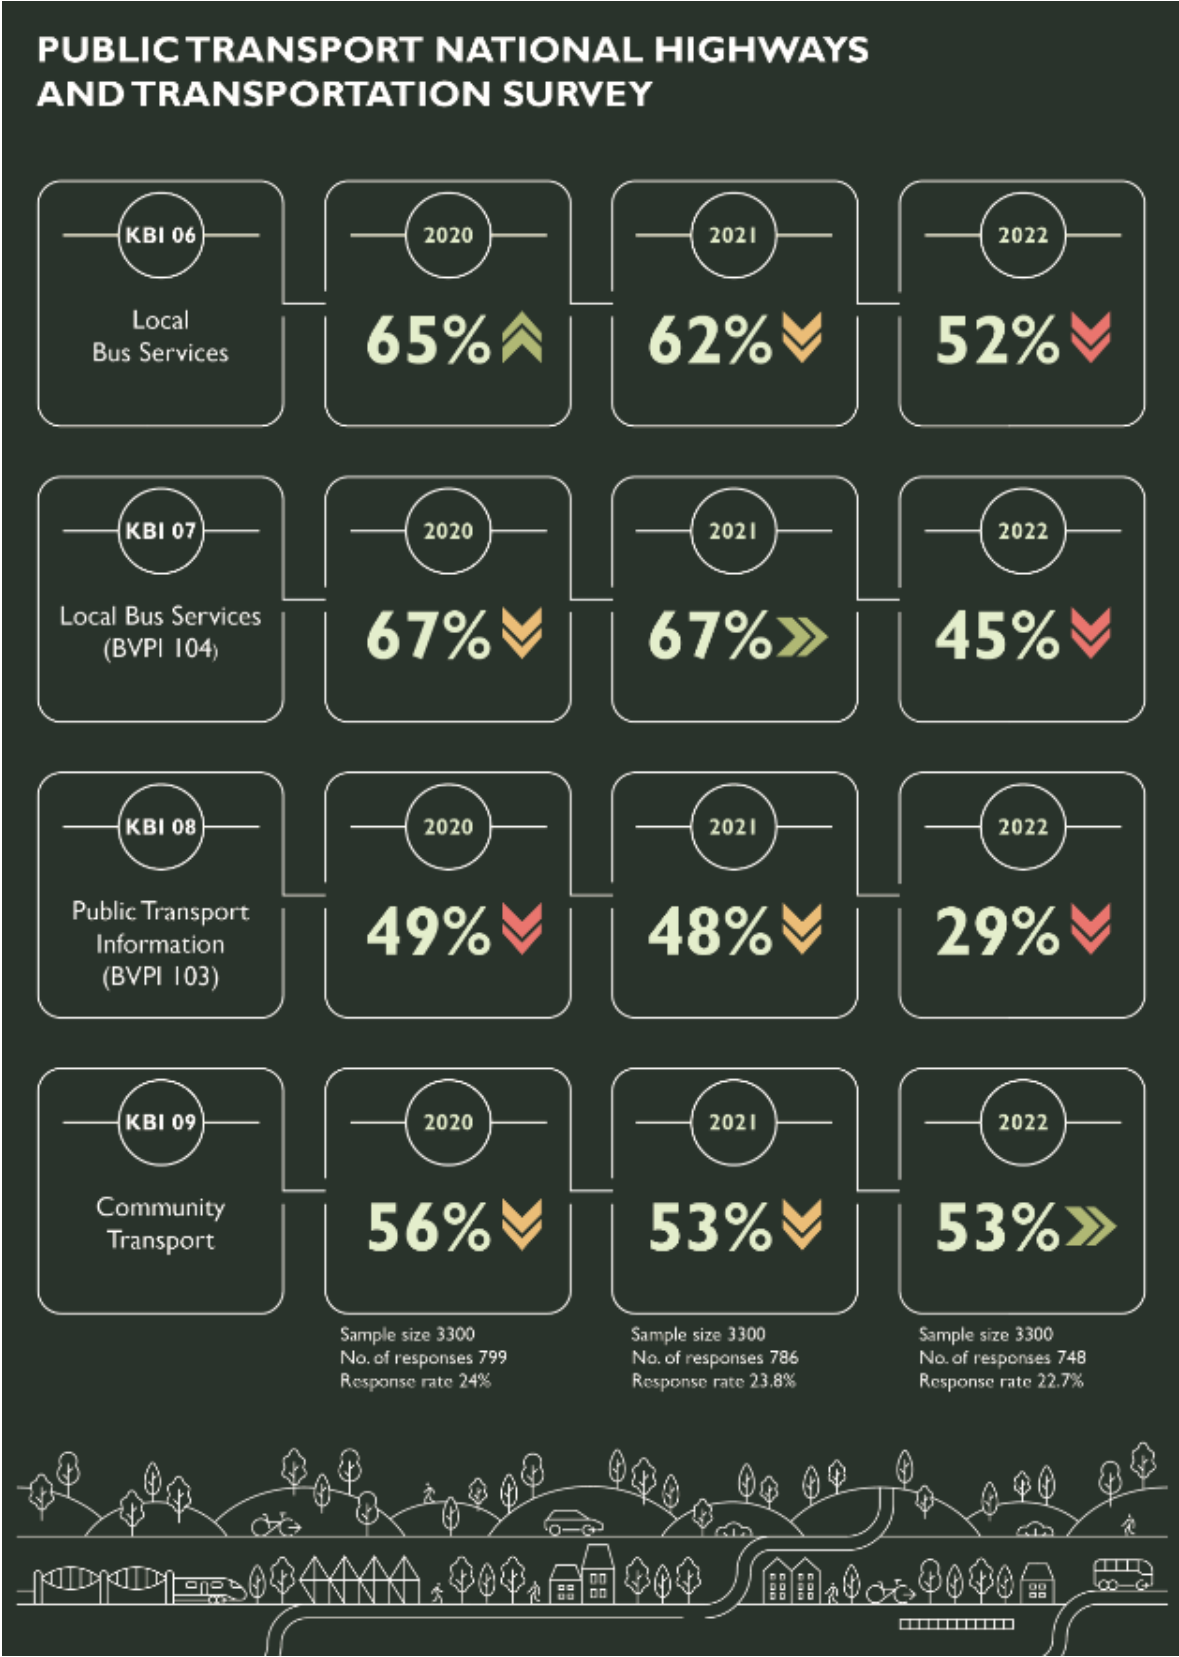 PUBLIC TRANSPORT NATIONAL HIGHWAYS
AND TRANSPORTATION SURVEY
KBI 06
Local
Bus Services
2020
65%
2021
62%
2022
52%
KBI 07
Local Bus Services
(BVPI 104)
2020
67%
2021
67%
2022
45%
KBI 08
Public Transport
Information
(BVPI 103)
2020
49%
2021
48%
2022
29%
KBI 09
Community
Transport
2020
56%
2021
53%
2022
53%
Sample size 3300
No. of responses 799
Response rate 24%
Sample size 3300
No. of responses 786
Response rate 23.8%
Sample size 3300
No. of responses 748
Response rate 22.7%